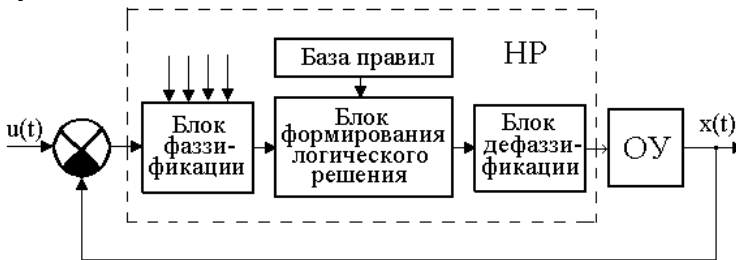 База правил
НР
u(t)
Блок
фаззи-
фикации
Блок
формирования
логического
решения
Блок
дефаззи-
фикации
ОУ
x(t)